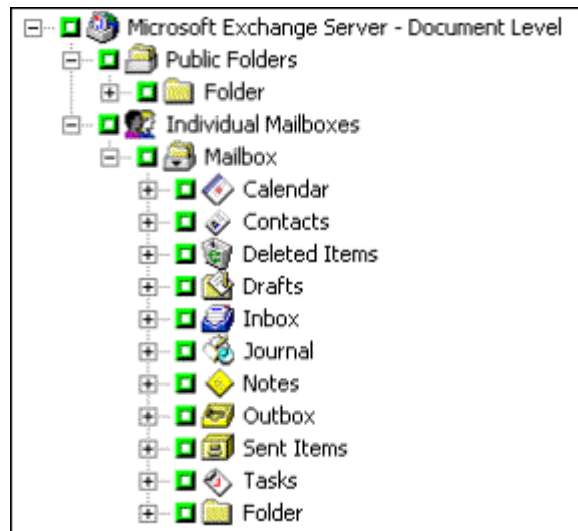 Microsoft Exchange Server - Document Level
Public Folders
Folder
Individual Mailboxes
Mailbox
Calendar
Contacts
Deleted Items
Drafts
Inbox
Journal
Notes
Outbox
Sent Items
Tasks
Folder